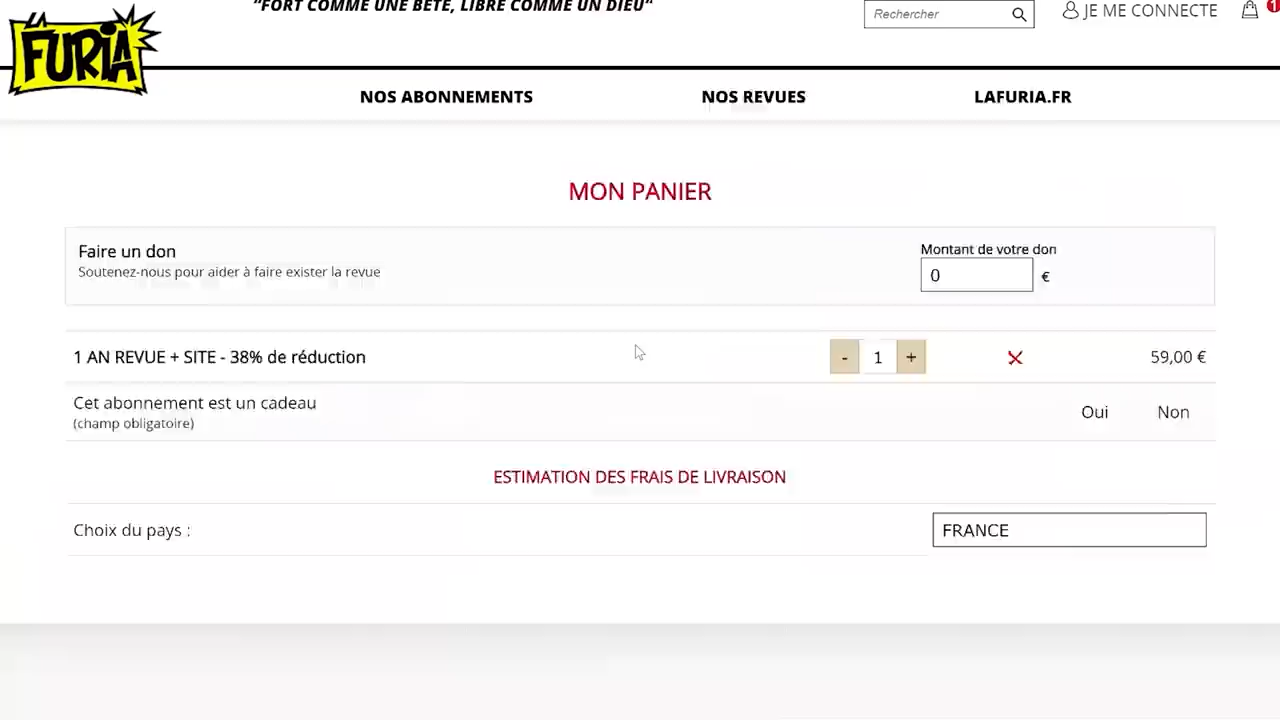 "FORT COMME UNE BÊTE, LIBRE COMME UN DIEU"
Rechercher
JE ME CONNECTE
1
FURIA
NOS ABONNEMENTS
NOS REVUES
LAFURIA.FR
MON PANIER
Faire un don
Soutenez-nous pour aider à faire exister la revue
Montant de votre don
0 €
1 AN REVUE + SITE - 38% de réduction
- 1 +
59,00 €
Cet abonnement est un cadeau
(champ obligatoire)
Oui
Non
ESTIMATION DES FRAIS DE LIVRAISON
Choix du pays :
FRANCE